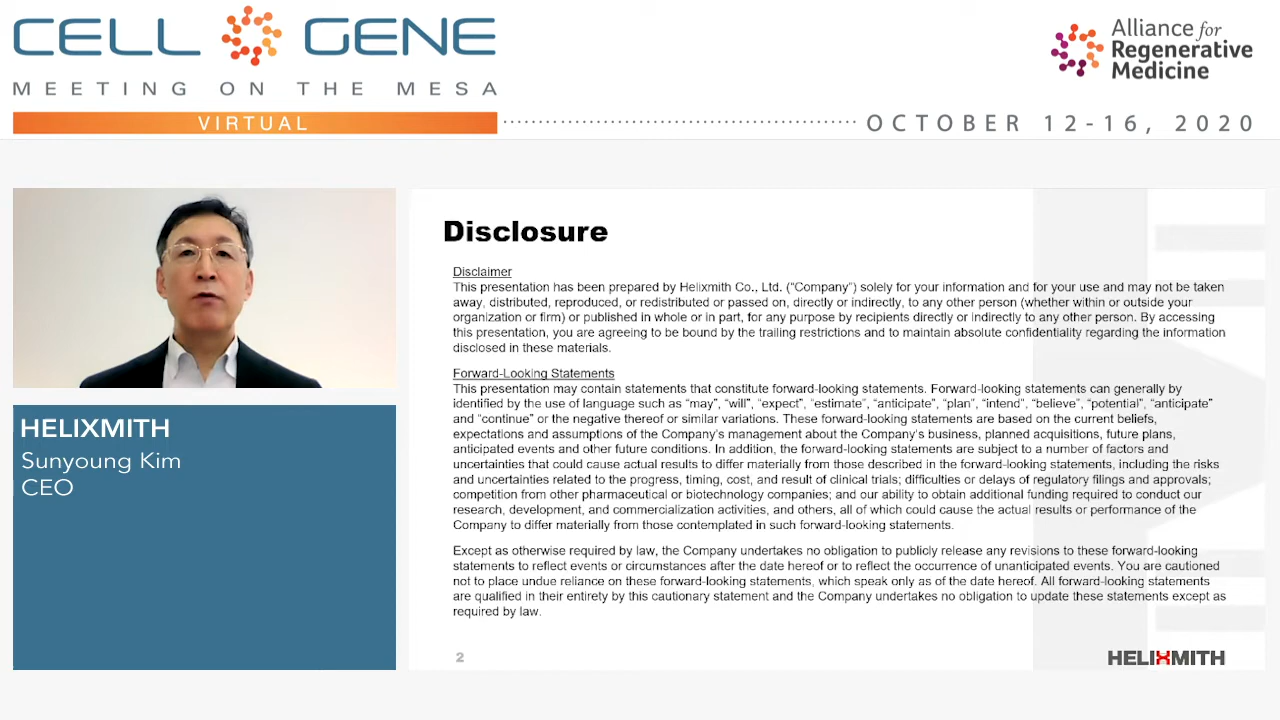 CELL GENE
MEETING ON THE MESA
VIRTUAL
Alliance for
Regenerative
Medicine
OCTOBER 12-16, 2020
HELIXMITH
Sunyoung Kim
CEO
Disclosure
Disclaimer
This presentation has been prepared by Helixmith Co., Ltd. (“Company”) solely for your information and for your use and may not be taken
away, distributed, reproduced, or redistributed or passed on, directly or indirectly, to any other person (whether within or outside your
organization or firm) or published in whole or in part, for any purpose by recipients directly or indirectly to any other person. By accessing
this presentation, you are agreeing to be bound by the trailing restrictions and to maintain absolute confidentiality regarding the information
disclosed in these materials.
Forward-Looking Statements
This presentation may contain statements that constitute forward-looking statements. Forward-looking statements can generally by
identified by the use of language such as “may”, “will”, “expect”, “estimate”, “anticipate”, “plan”, “intend”, “believe”, “potential”, “anticipate”
and “continue” or the negative thereof or similar variations. These forward-looking statements are based on the current beliefs,
expectations and assumptions of the Company’s management about the Company’s business, planned acquisitions, future plans,
anticipated events and other future conditions. In addition, the forward-looking statements are subject to a number of factors and
uncertainties that could cause actual results to differ materially from those described in the forward-looking statements, including the risks
and uncertainties related to the progress, timing, cost, and result of clinical trials; difficulties or delays of regulatory filings and approvals;
competition from other pharmaceutical or biotechnology companies; and our ability to obtain additional funding required to conduct our
research, development, and commercialization activities, and others, all of which could cause the actual results or performance of the
Company to differ materially from those contemplated in such forward-looking statements.
Except as otherwise required by law, the Company undertakes no obligation to publicly release any revisions to these forward-looking
statements to reflect events or circumstances after the date hereof or to reflect the occurrence of unanticipated events. You are cautioned
not to place undue reliance on these forward-looking statements, which speak only as of the date hereof. All forward-looking statements
are qualified in their entirety by this cautionary statement and the Company undertakes no obligation to update these statements except as
required by law.
2
HELIXMITH